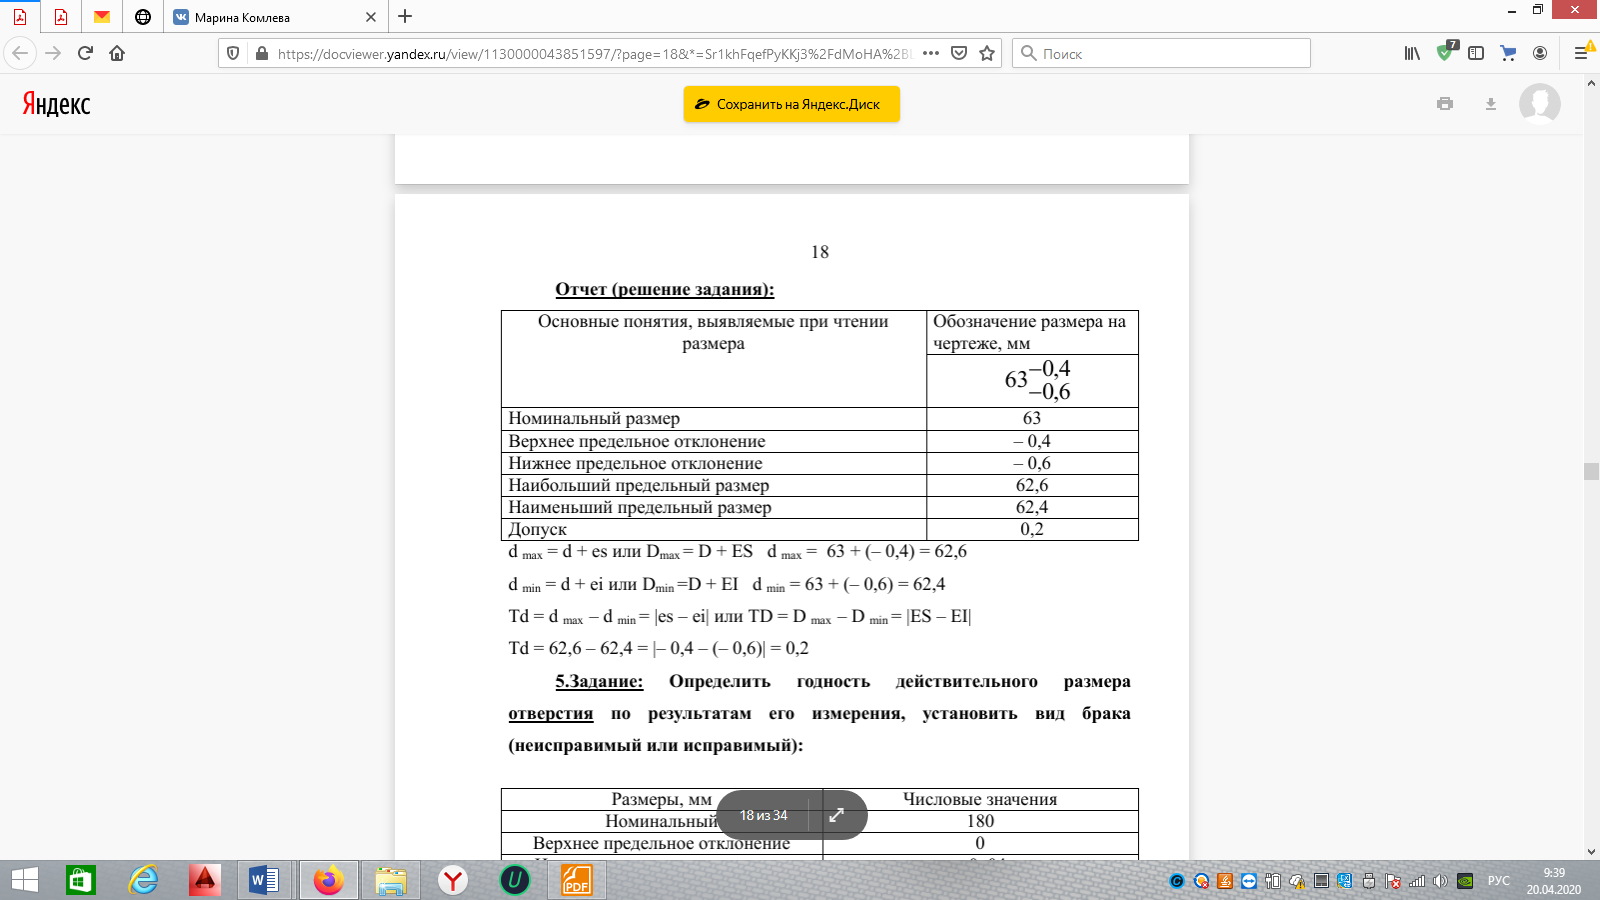 Марина Комлева
https://docviewer.yandex.ru/view/1130000043851597/?page=18&*=Sr1khFqefPyKKj3%2FdMoHA%2BL
Поиск
7
Яндекс
Сохранить на Яндекс.Диск
18
Отчет (решение задания):
Основные понятия, выявляемые при чтении размера
Обозначение размера на чертеже, мм
63 −0,4 −0,6
Номинальный размер 63
Верхнее предельное отклонение – 0,4
Нижнее предельное отклонение – 0,6
Наибольший предельный размер 62,6
Наименьший предельный размер 62,4
Допуск 0,2
d max = d + es или Dmax = D + ES d max = 63 + (– 0,4) = 62,6
d min = d + ei или Dmin =D + EI d min = 63 + (– 0,6) = 62,4
Td = d max – d min = |es – ei| или TD = D max – D min = |ES – EI|
Td = 62,6 – 62,4 = |– 0,4 – (– 0,6)| = 0,2
5.Задание: Определить годность действительного размера
отверстия по результатам его измерения, установить вид брака
(неисправимый или исправимый):
Размеры, мм Числовые значения
Номинальный 180
Верхнее предельное отклонение 0
18 из 34
PDF
РУС
9:39
20.04.2020